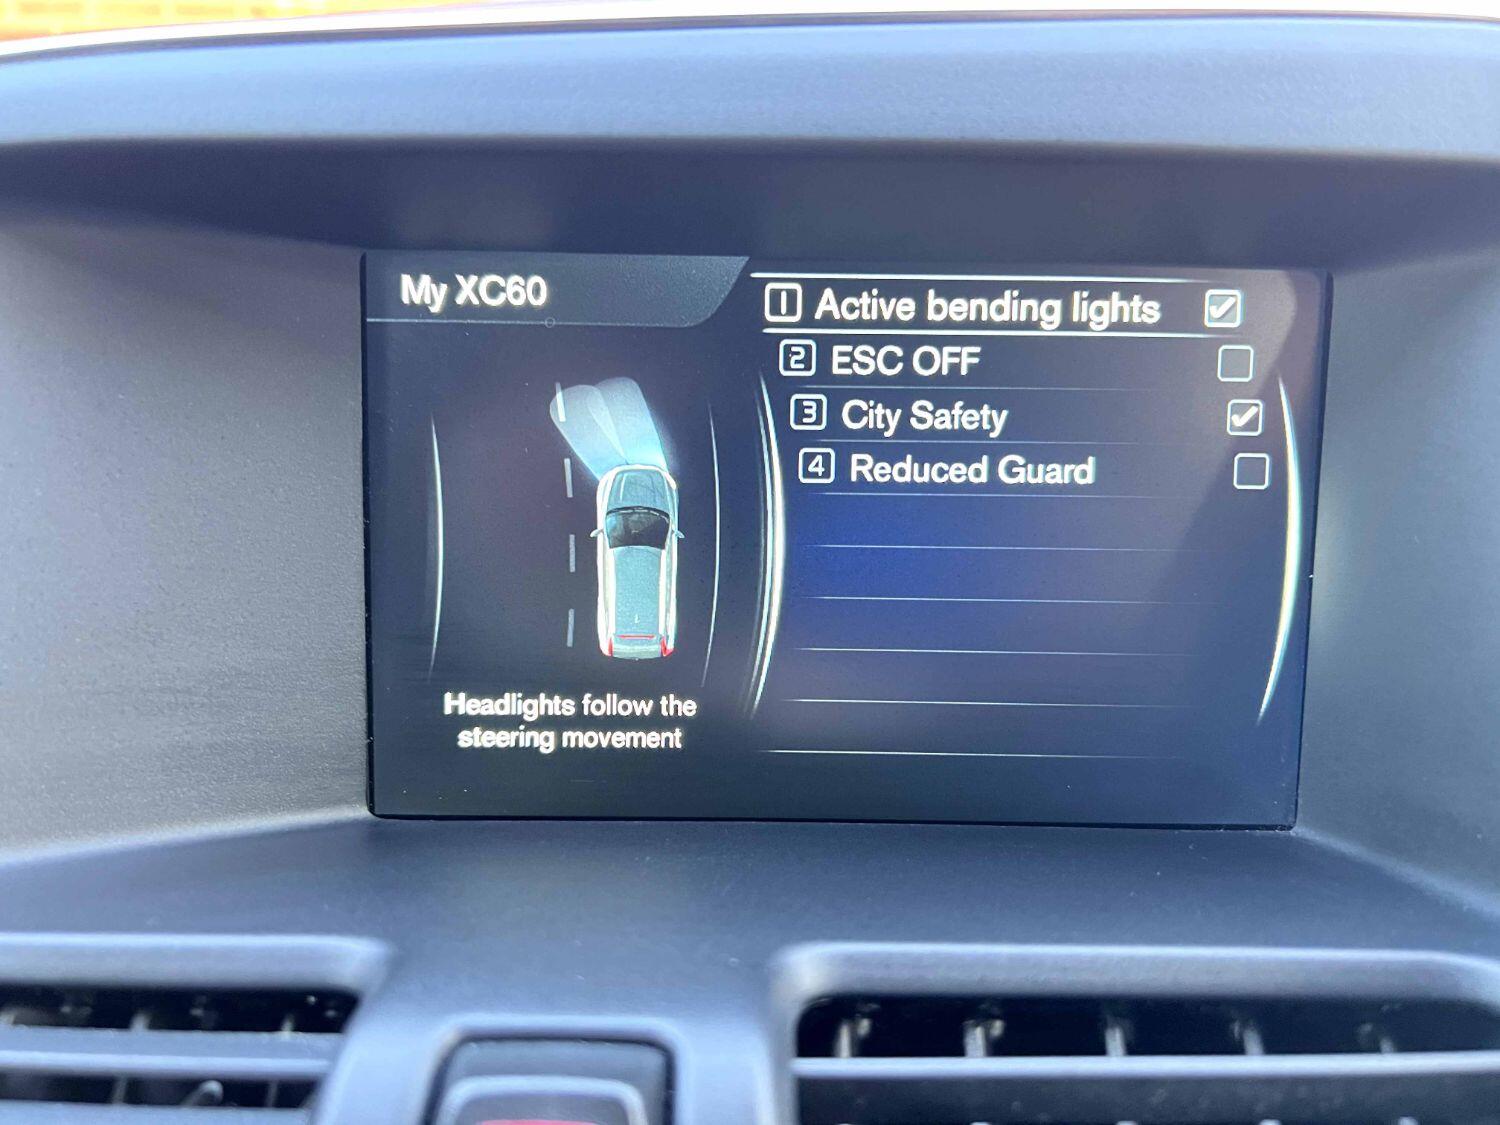 My XC60
1 Active bending lights
2 ESC OFF
3 City Safety
4 Reduced Guard
Headlights follow the
steering movement